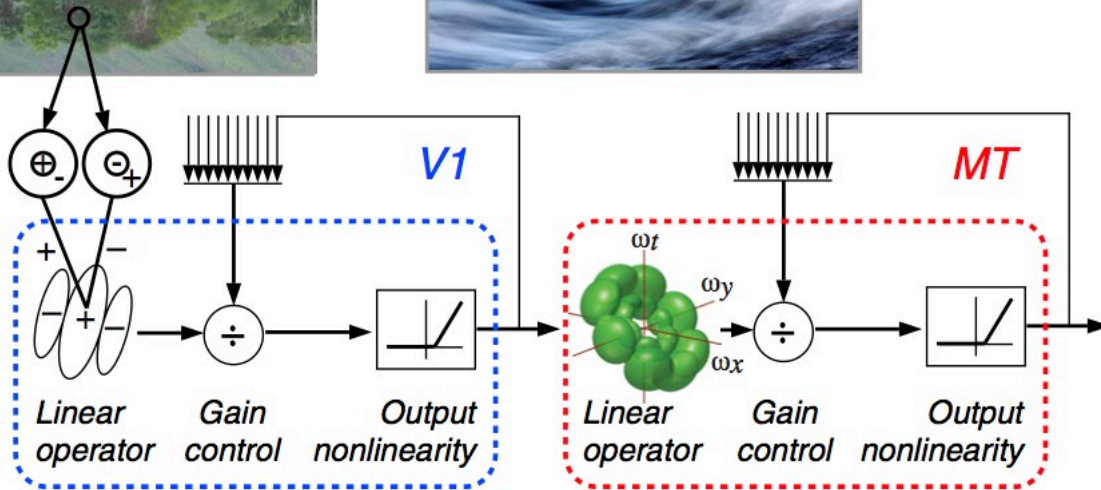 +
-
-
+
V1
MT
+
−
−
+
−
÷
ωt
ωy
ωx
÷
Linear
operator
Gain
control
Output
nonlinearity
Linear
operator
Gain
control
Output
nonlinearity